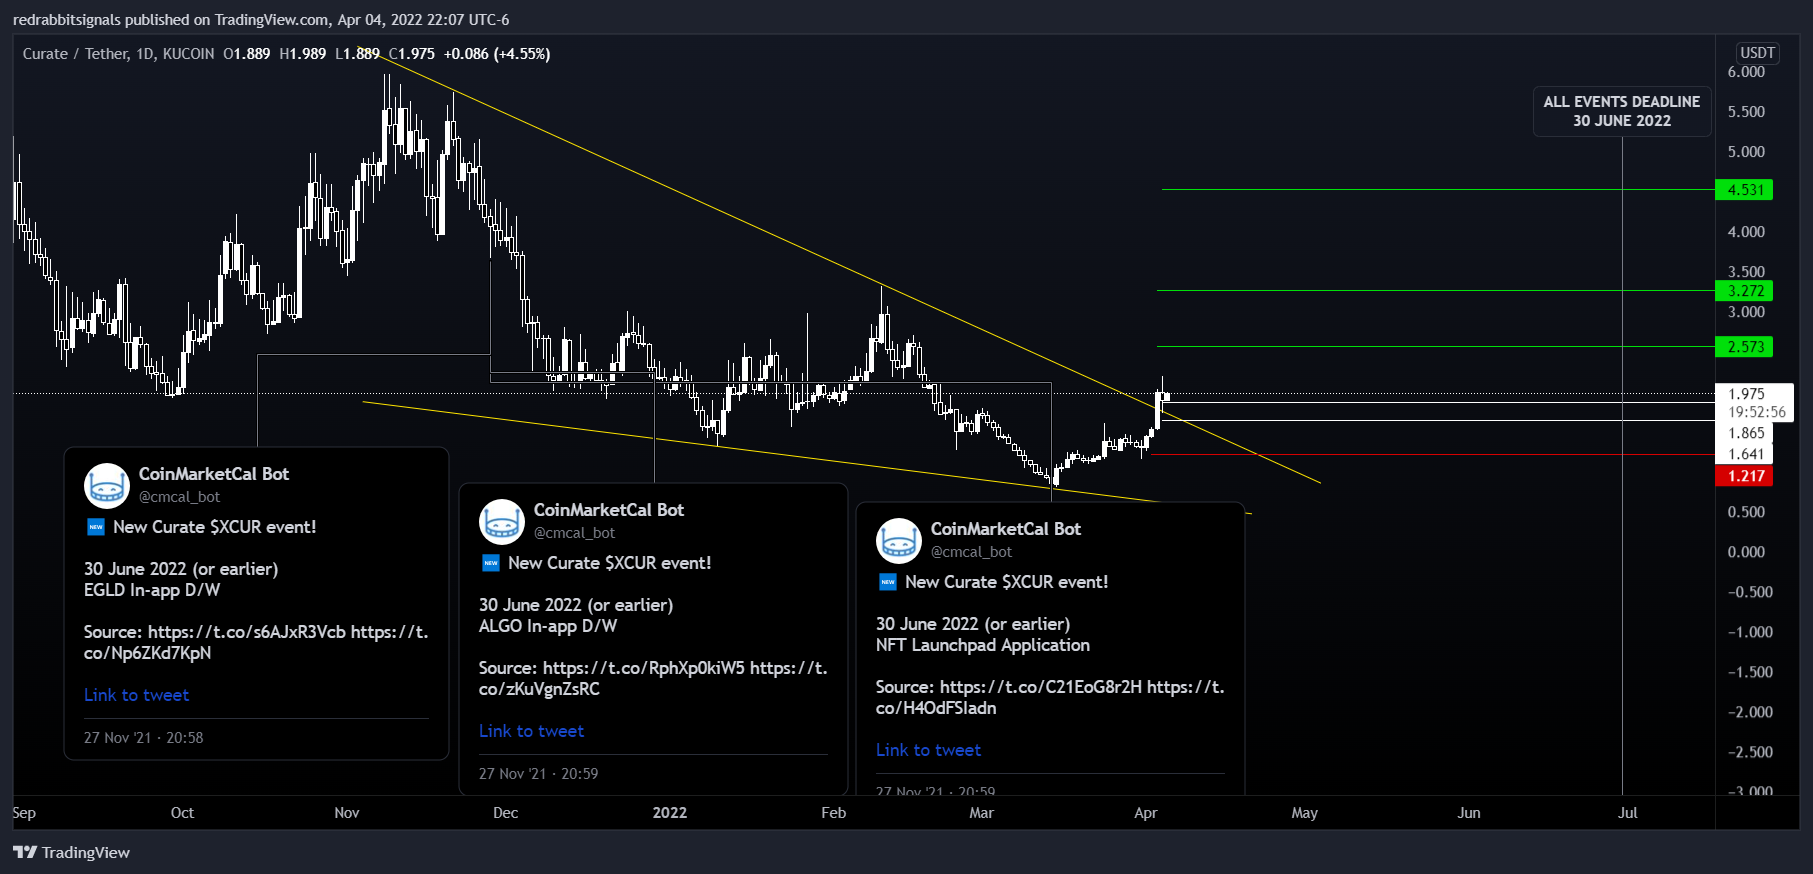 redrabbitsignals published on TradingView.com, Apr 04, 2022 22:07 UTC-6
Curate / Tether, 1D, KUCOIN O1.889 H1.989 L1.889 C1.975 +0.086 (+4.55%)
USDT
6.000
5.500
5.000
4.531
4.000
3.500
3.272
3.000
2.573
1.975
19:52:56
1.865
1.641
1.217
0.500
0.000
−0.500
−1.000
−1.500
−2.000
−2.500
−3.000
ALL EVENTS DEADLINE
30 JUNE 2022
CoinMarketCal Bot
@cmcal_bot
NEW New Curate $XCUR event!
30 June 2022 (or earlier)
EGLD In-app D/W
Source: https://t.co/s6AJxR3Vcb https://t.
co/Np6ZKd7KpN
Link to tweet
27 Nov '21 · 20:58
CoinMarketCal Bot
@cmcal_bot
NEW New Curate $XCUR event!
30 June 2022 (or earlier)
ALGO In-app D/W
Source: https://t.co/RphXp0kiW5 https://t.
co/zKuVgnZsRC
Link to tweet
27 Nov '21 · 20:59
CoinMarketCal Bot
@cmcal_bot
NEW New Curate $XCUR event!
30 June 2022 (or earlier)
NFT Launchpad Application
Source: https://t.co/C21EoG8r2H https://t.
co/H4OdFSIadn
Link to tweet
27 Nov '21 · 20:59
Sep Oct Nov Dec 2022 Feb Mar Apr May Jun Jul
TradingView